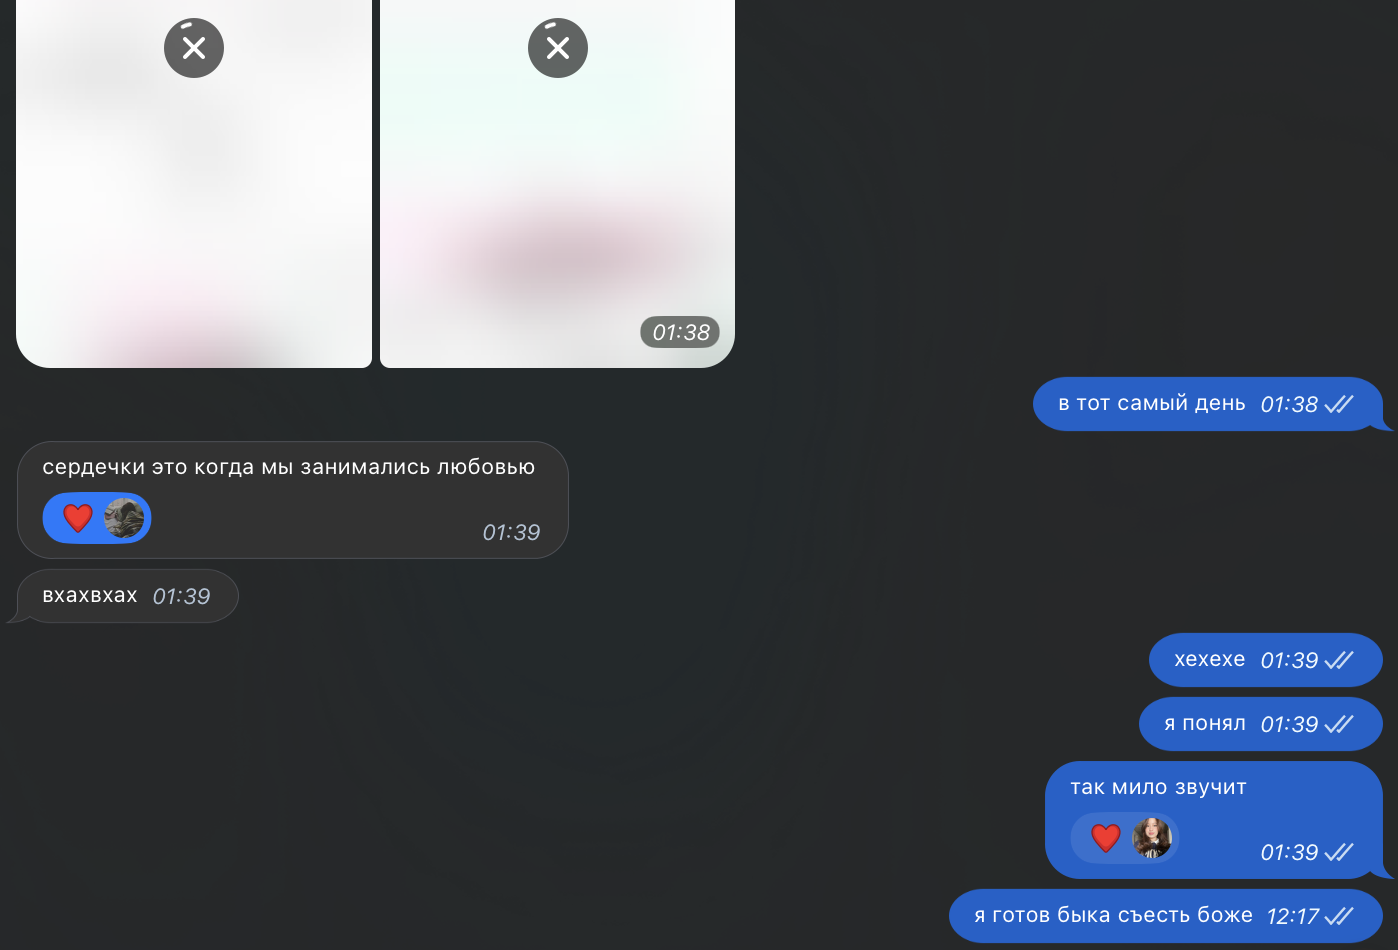 01:38
в тот самый день 01:38
сердечки это когда мы занимались любовью
01:39
вхахвхах 01:39
хехехе 01:39
я понял 01:39
так мило звучит
01:39
я готов быка съесть боже 12:17